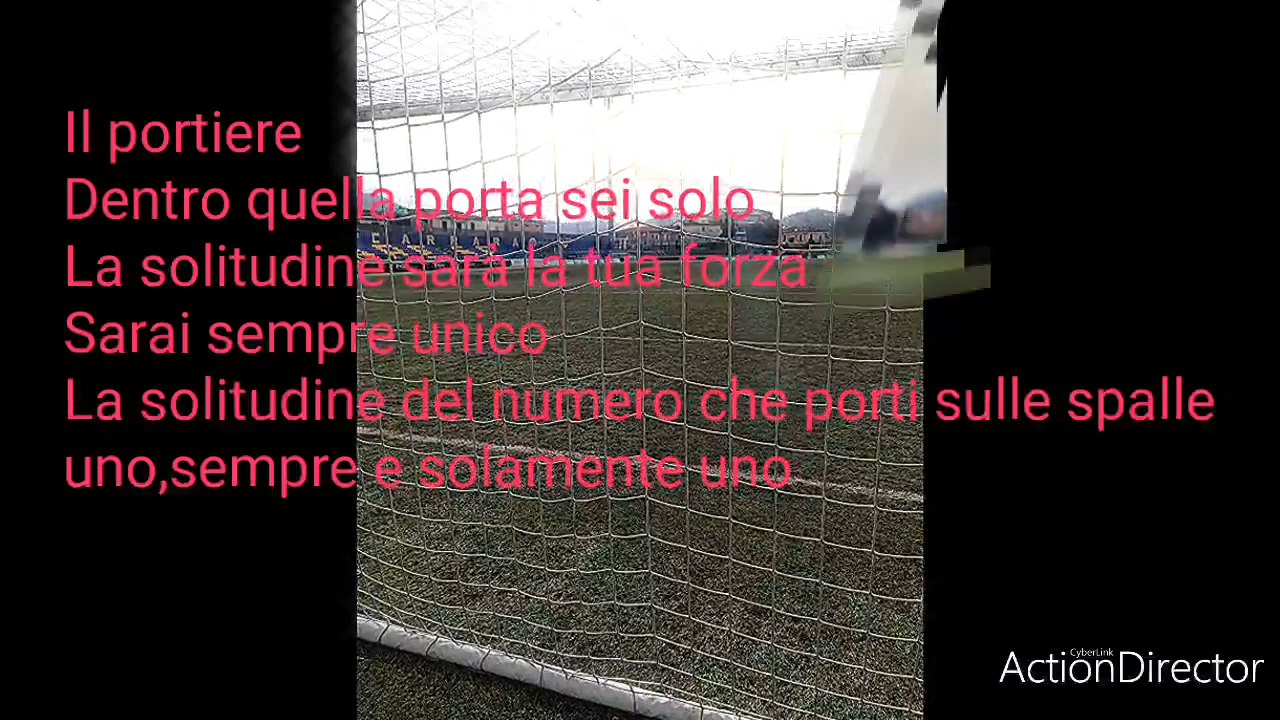 Il portiere
Dentro quella porta sei solo
CARRARA
La solitudine sarà la tua forza
Sarai sempre unico
La solitudine del numero che porti sulle spalle
uno,sempre e solamente uno
CyberLink
ActionDirector